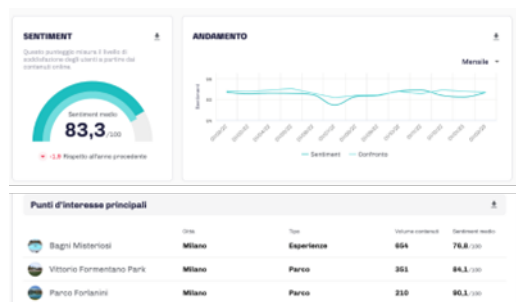 SENTIMENT
Questo punteggio misura il livello di
soddisfazione degli utenti a partire dai
contenuti online.
Sentiment medio
83,3/100
-1,9 Rispetto all'anno precedente
ANDAMENTO
Mensile
Sentiment
Sentiment
Confronto
Punti d'interesse principali
Città Tipo Volume contenuti Sentiment medio
Bagni Misteriosi Milano Esperienze 654 76,8/100
Vittorio Formentano Park Milano Parco 351 84,1/100
Parco Forlanini Milano Parco 210 90,1/100